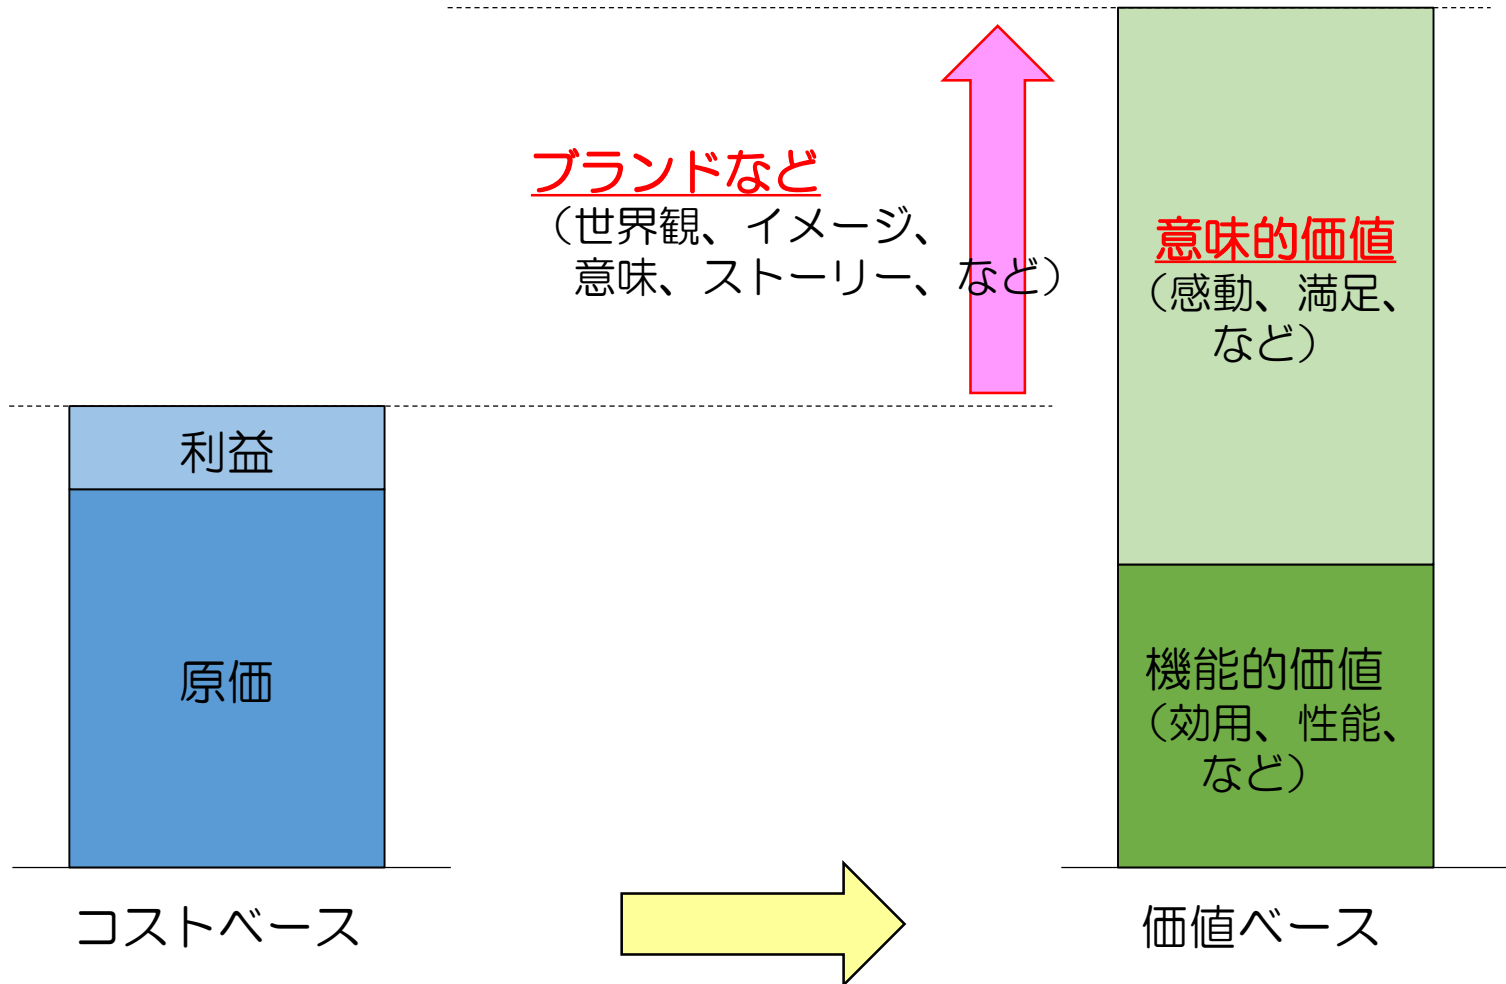 ブランドなど
（世界観、イメージ、
意味、ストーリー、など）
意味的価値
（感動、満足、
など）
利益
原価
機能的価値
（効用、性能、
など）
コストベース
価値ベース